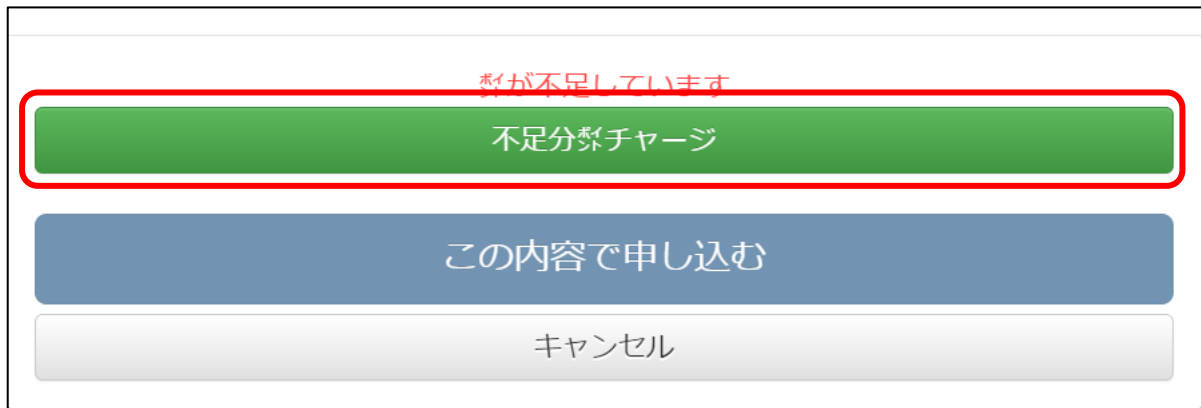 ㌽が不足しています
不足分㌽チャージ
この内容で申し込む
キャンセル